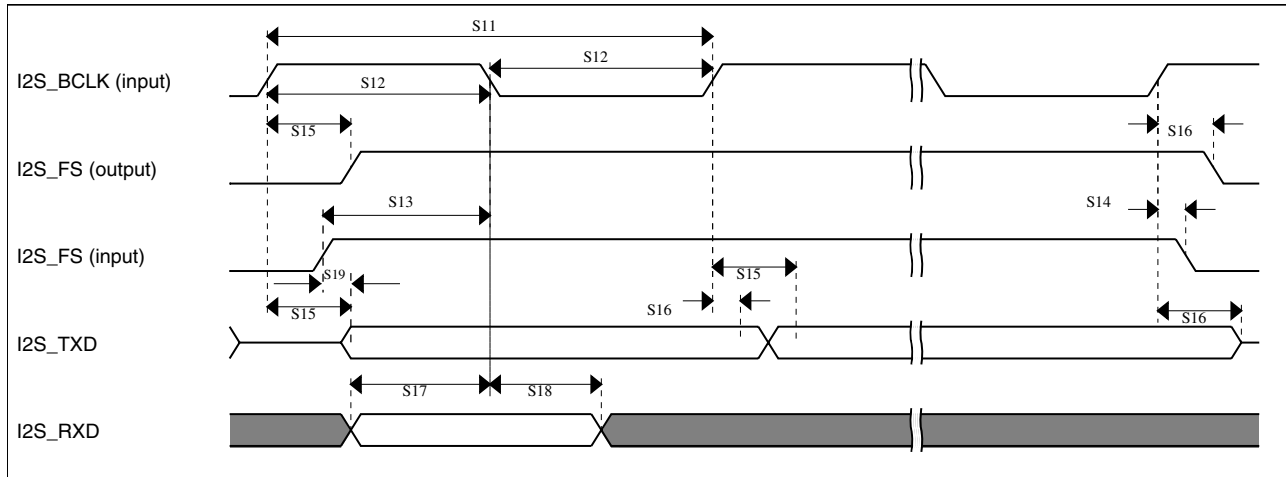 S11
I2S_BCLK (input)
S12
S12
S15
S16
I2S_FS (output)
S13
S14
I2S_FS (input)
S19
S15
S15
S16
S16
I2S_TXD
S17
S18
I2S_RXD